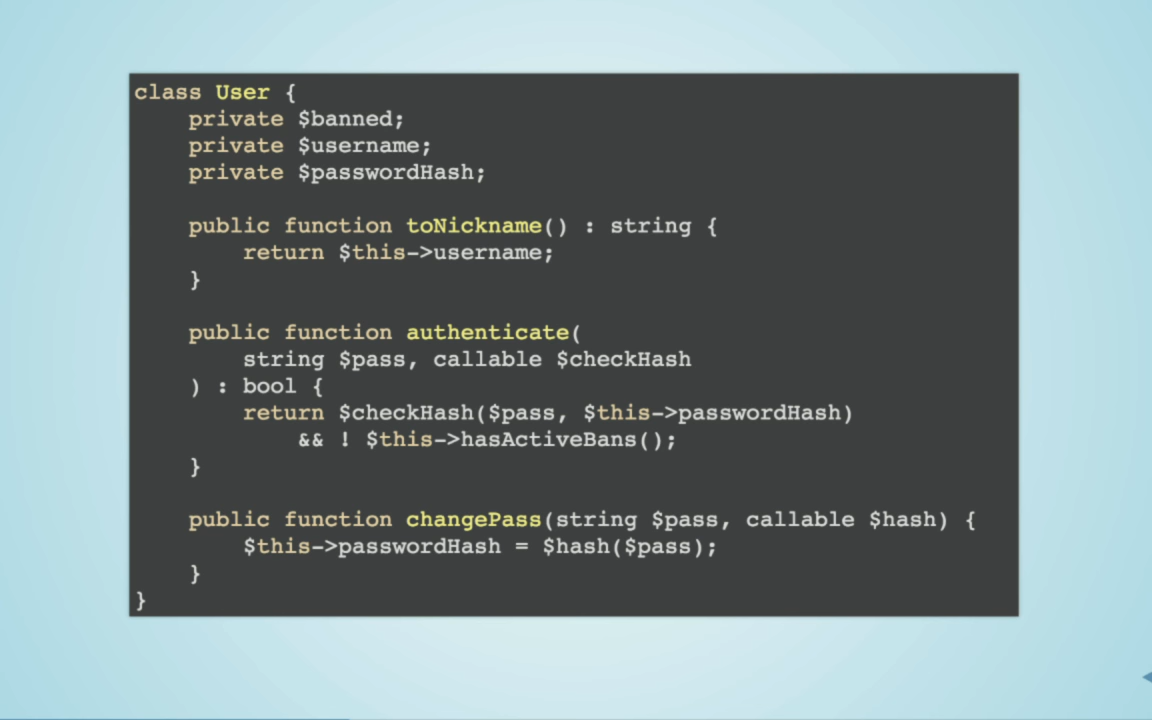 class User {
    private $banned;
    private $username;
    private $passwordHash;

    public function toNickname() : string {
        return $this->username;
    }

    public function authenticate(
        string $pass, callable $checkHash
    ) : bool {
        return $checkHash($pass, $this->passwordHash)
            && ! $this->hasActiveBans();
    }

    public function changePass(string $pass, callable $hash) {
        $this->passwordHash = $hash($pass);
    }
}